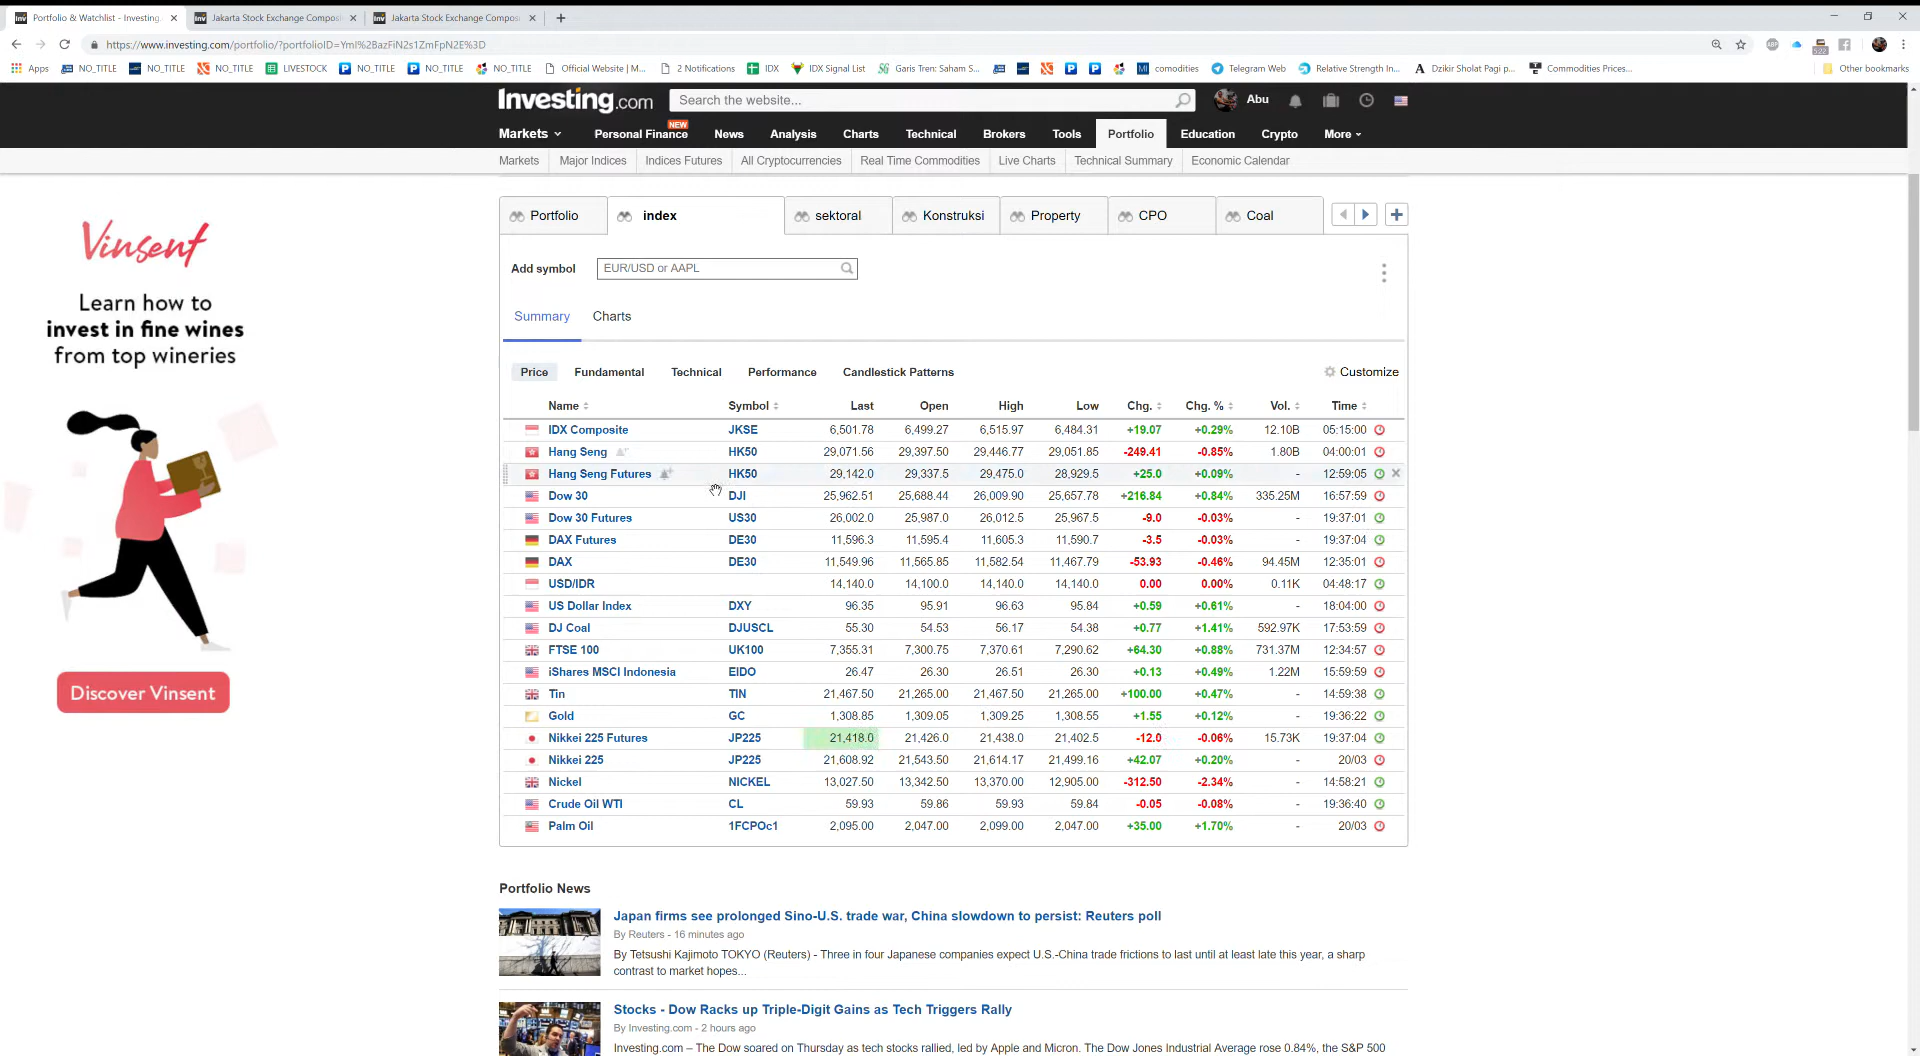 Portfolio & Watchlist - Investing
Jakarta Stock Exchange Compos
Jakarta Stock Exchange Compos
https://www.investing.com/portfolio/?portfolioID=YmI%2BazFiN2s1ZmFpN2E%3D
Apps NO_TITLE NO_TITLE NO_TITLE LIVESTOCK NO_TITLE NO_TITLE NO_TITLE Official Website | M... 2 Notifications IDX IDX Signal List Garis Tren: Saham S... comodities Telegram Web Relative Strength In... Dzikir Sholat Pagi p... Commodities Prices... Other bookmarks
Investing.com Search the website... Abu
NEW
Markets Personal Finance News Analysis Charts Technical Brokers Tools Portfolio Education Crypto More
Markets Major Indices Indices Futures All Cryptocurrencies Real Time Commodities Live Charts Technical Summary Economic Calendar
Vinsent
Learn how to
invest in fine wines
from top wineries
Discover Vinsent
Portfolio index sektoral Konstruksi Property CPO Coal
Add symbol EUR/USD or AAPL
Summary Charts
Price Fundamental Technical Performance Candlestick Patterns Customize
Name Symbol Last Open High Low Chg. Chg. % Vol. Time
IDX Composite JKSE 6,501.78 6,499.27 6,515.97 6,484.31 +19.07 +0.29% 12.10B 05:15:00
Hang Seng HK50 29,071.56 29,397.50 29,446.77 29,051.85 -249.41 -0.85% 1.80B 04:00:01
Hang Seng Futures HK50 29,142.0 29,337.5 29,475.0 28,929.5 +25.0 +0.09% - 12:59:05
Dow 30 DJI 25,962.51 25,688.44 26,009.90 25,657.78 +216.84 +0.84% 335.25M 16:57:59
Dow 30 Futures US30 26,002.0 25,987.0 26,012.5 25,967.5 -9.0 -0.03% - 19:37:01
DAX Futures DE30 11,596.3 11,595.4 11,605.3 11,590.7 -3.5 -0.03% - 19:37:04
DAX DE30 11,549.96 11,565.85 11,582.54 11,467.79 -53.93 -0.46% 94.45M 12:35:01
USD/IDR 14,140.0 14,100.0 14,140.0 14,140.0 0.00 0.00% 0.11K 04:48:17
US Dollar Index DXY 96.35 95.91 96.63 95.84 +0.59 +0.61% - 18:04:00
DJ Coal DJUSCL 55.30 54.53 56.17 54.38 +0.77 +1.41% 592.97K 17:53:59
FTSE 100 UK100 7,355.31 7,300.75 7,370.61 7,290.62 +64.30 +0.88% 731.37M 12:34:57
iShares MSCI Indonesia EIDO 26.47 26.30 26.51 26.30 +0.13 +0.49% 1.22M 15:59:59
Tin TIN 21,467.50 21,265.00 21,467.50 21,265.00 +100.00 +0.47% - 14:59:38
Gold GC 1,308.85 1,309.05 1,309.25 1,308.55 +1.55 +0.12% - 19:36:22
Nikkei 225 Futures JP225 21,418.0 21,426.0 21,438.0 21,402.5 -12.0 -0.06% 15.73K 19:37:04
Nikkei 225 JP225 21,608.92 21,543.50 21,614.17 21,499.16 +42.07 +0.20% 20/03
Nickel NICKEL 13,027.50 13,342.50 13,370.00 12,905.00 -312.50 -2.34% - 14:58:21
Crude Oil WTI CL 59.93 59.86 59.93 59.84 -0.05 -0.08% - 19:36:40
Palm Oil 1FCPOc1 2,095.00 2,047.00 2,099.00 2,047.00 +35.00 +1.70% - 20/03
Portfolio News
Japan firms see prolonged Sino-U.S. trade war, China slowdown to persist: Reuters poll
By Reuters - 16 minutes ago
By Tetsushi Kajimoto TOKYO (Reuters) - Three in four Japanese companies expect U.S.-China trade frictions to last until at least late this year, a sharp
contrast to market hopes...
Stocks - Dow Racks up Triple-Digit Gains as Tech Triggers Rally
By Investing.com - 2 hours ago
Investing.com – The Dow soared on Thursday as tech stocks rallied, led by Apple and Micron. The Dow Jones Industrial Average rose 0.84%, the S&P 500